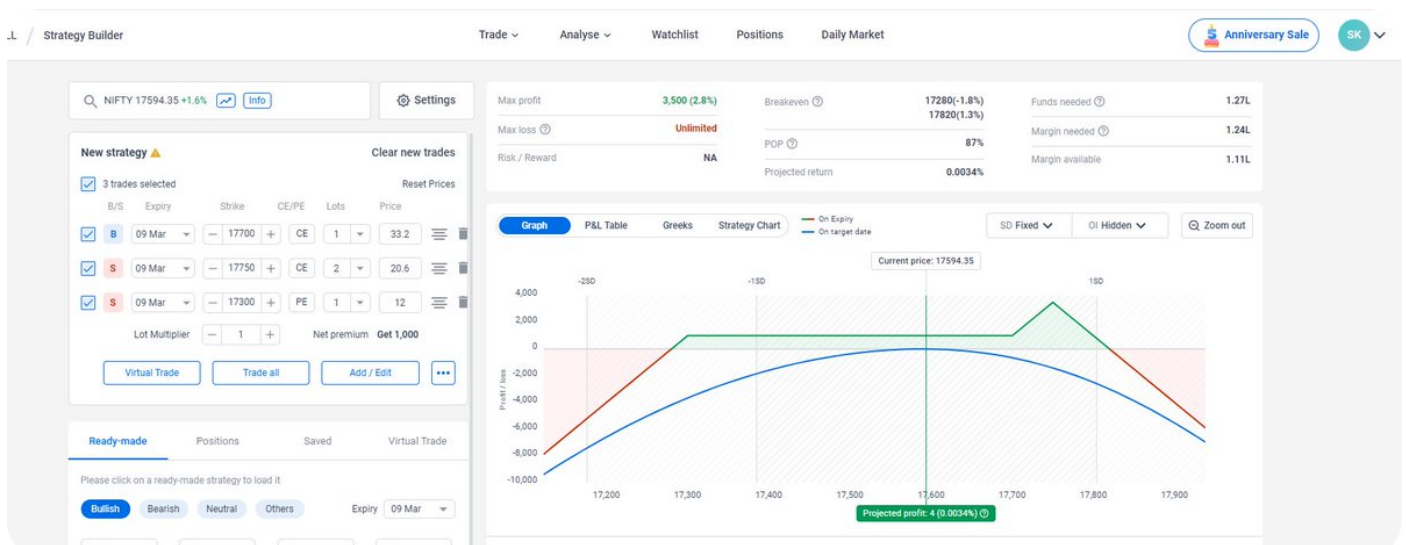 LL / Strategy Builder Trade Analyse Watchlist Positions Daily Market 5 Anniversary Sale SK
NIFTY 17594.35 +1.6% Info Settings
New strategy Clear new trades
3 trades selected Reset Prices
B/S Expiry Strike CE/PE Lots Price
B 09 Mar − 17700 + CE 1 33.2
S 09 Mar − 17750 + CE 2 20.6
S 09 Mar − 17300 + PE 1 12
Lot Multiplier − 1 + Net premium Get 1,000
Virtual Trade Trade all Add / Edit ...
Ready-made Positions Saved Virtual Trade
Please click on a ready-made strategy to load it
Bullish Bearish Neutral Others Expiry 09 Mar
Max profit 3,500 (2.8%)
Max loss Unlimited
Risk / Reward NA
Breakeven 17280(-1.8%)
17820(1.3%)
POP 87%
Projected return 0.0034%
Funds needed 1.27L
Margin needed 1.24L
Margin available 1.11L
Graph P&L Table Greeks Strategy Chart On Expiry SD Fixed OI Hidden Zoom out
On target date
Current price: 17594.35
-2SD -1SD 1SD
4,000
2,000
0
-2,000
-4,000
-6,000
-8,000
-10,000
Profit / loss
17,200 17,300 17,400 17,500 17,600 17,700 17,800 17,900
Projected profit: 4 (0.0034%)